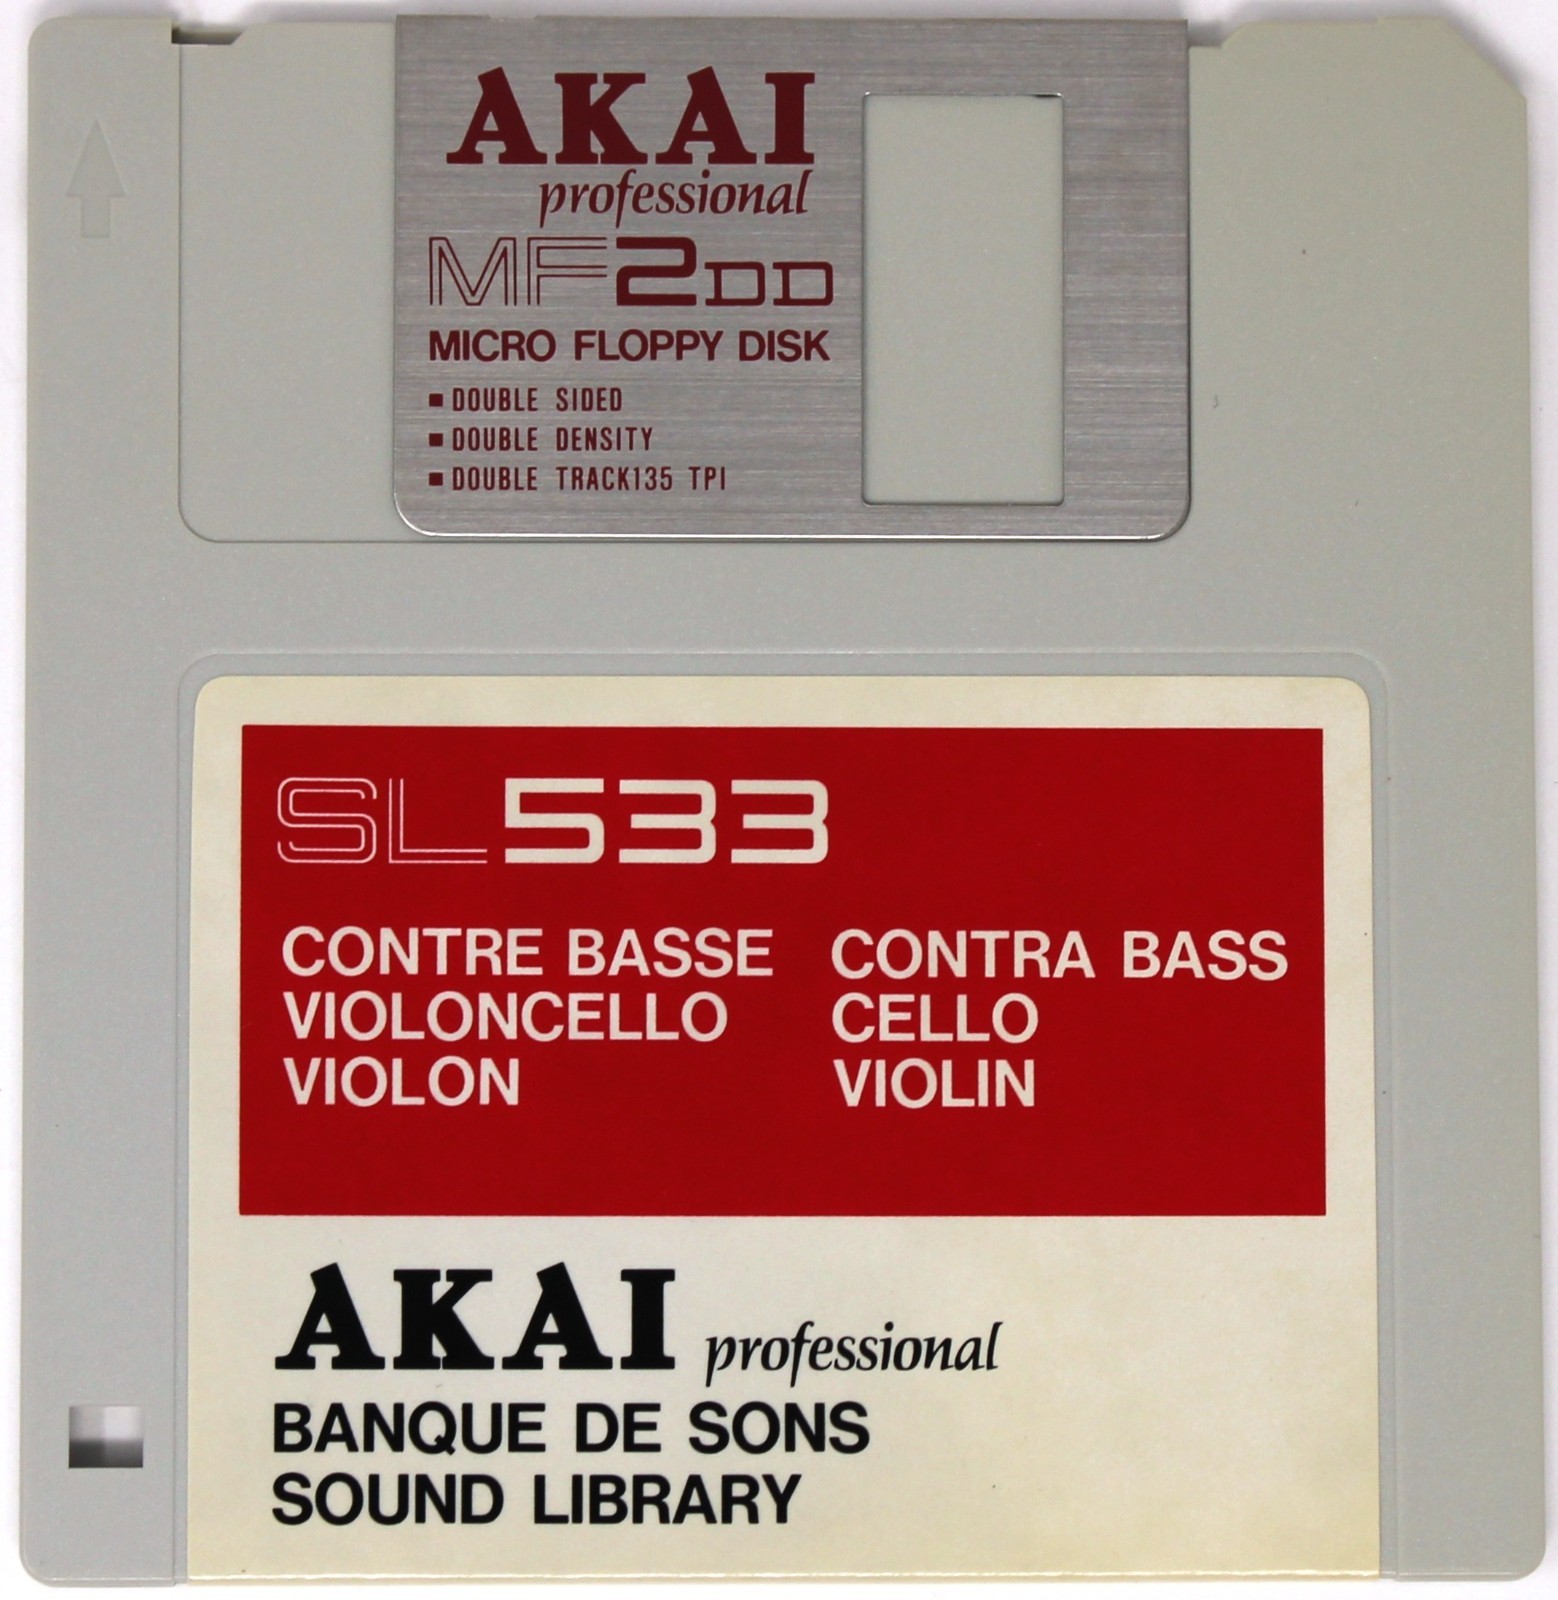 AKAI
professional
MF2DD
MICRO FLOPPY DISK
▪ DOUBLE SIDED
▪ DOUBLE DENSITY
▪ DOUBLE TRACK135 TPI
SL533
CONTRE BASSE CONTRA BASS
VIOLONCELLO CELLO
VIOLON VIOLIN
AKAI professional
BANQUE DE SONS
SOUND LIBRARY